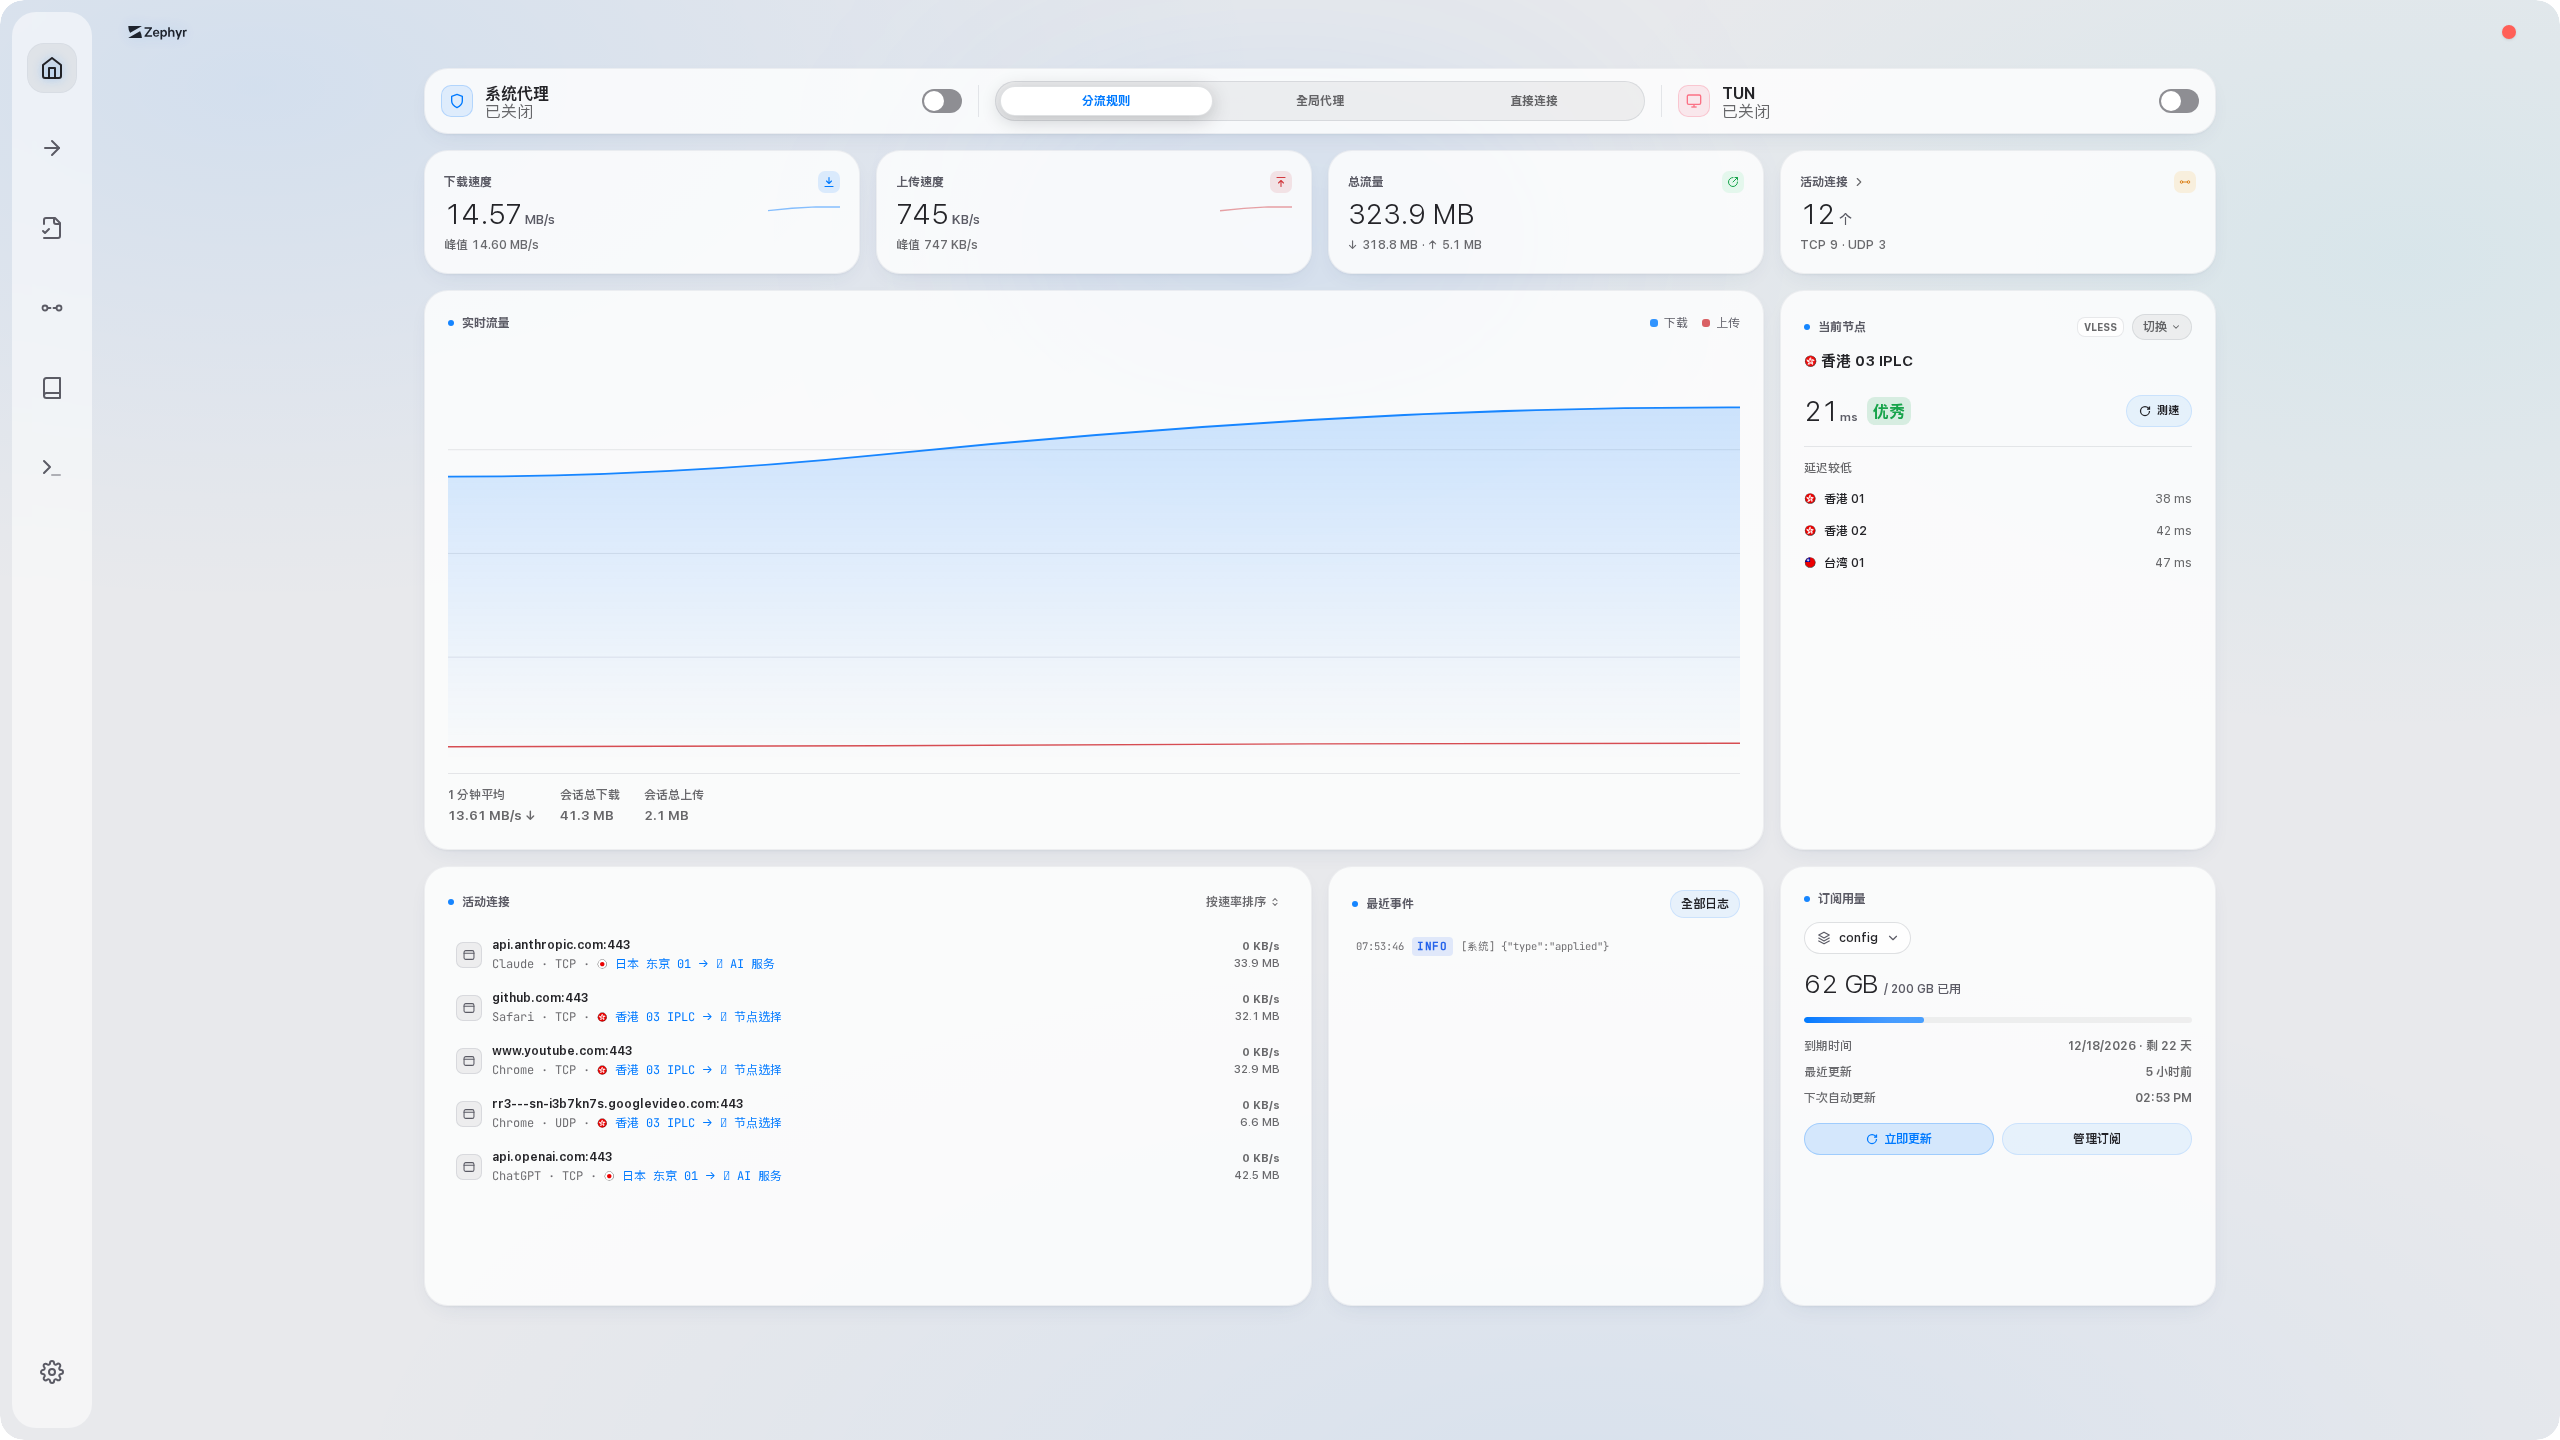 Zephyr
系统代理
已关闭
分流规则
全局代理
直接连接
TUN
已关闭
下载速度
14.57 MB/s
峰值 14.60 MB/s
上传速度
745 KB/s
峰值 747 KB/s
总流量
323.9 MB
↓ 318.8 MB · ↑ 5.1 MB
活动连接
12 个
TCP 9 · UDP 3
实时流量
下载 上传
1 分钟平均
13.61 MB/s ↓
会话总下载
41.3 MB
会话总上传
2.1 MB
当前节点
VLESS
切换
香港 03 IPLC
21 ms 优秀
测速
延迟较低
香港 01 38 ms
香港 02 42 ms
台湾 01 47 ms
活动连接
按速率排序
api.anthropic.com:443 0 KB/s
Claude · TCP · 日本 东京 01 → AI 服务 33.9 MB
github.com:443 0 KB/s
Safari · TCP · 香港 03 IPLC → 节点选择 32.1 MB
www.youtube.com:443 0 KB/s
Chrome · TCP · 香港 03 IPLC → 节点选择 32.9 MB
rr3---sn-i3b7kn7s.googlevideo.com:443 0 KB/s
Chrome · UDP · 香港 03 IPLC → 节点选择 6.6 MB
api.openai.com:443 0 KB/s
ChatGPT · TCP · 日本 东京 01 → AI 服务 42.5 MB
最近事件
全部日志
07:53:46 INFO [系统] {"type":"applied"}
订阅用量
config
62 GB / 200 GB 已用
到期时间 12/18/2026 · 剩 22 天
最近更新 5 小时前
下次自动更新 02:53 PM
立即更新
管理订阅